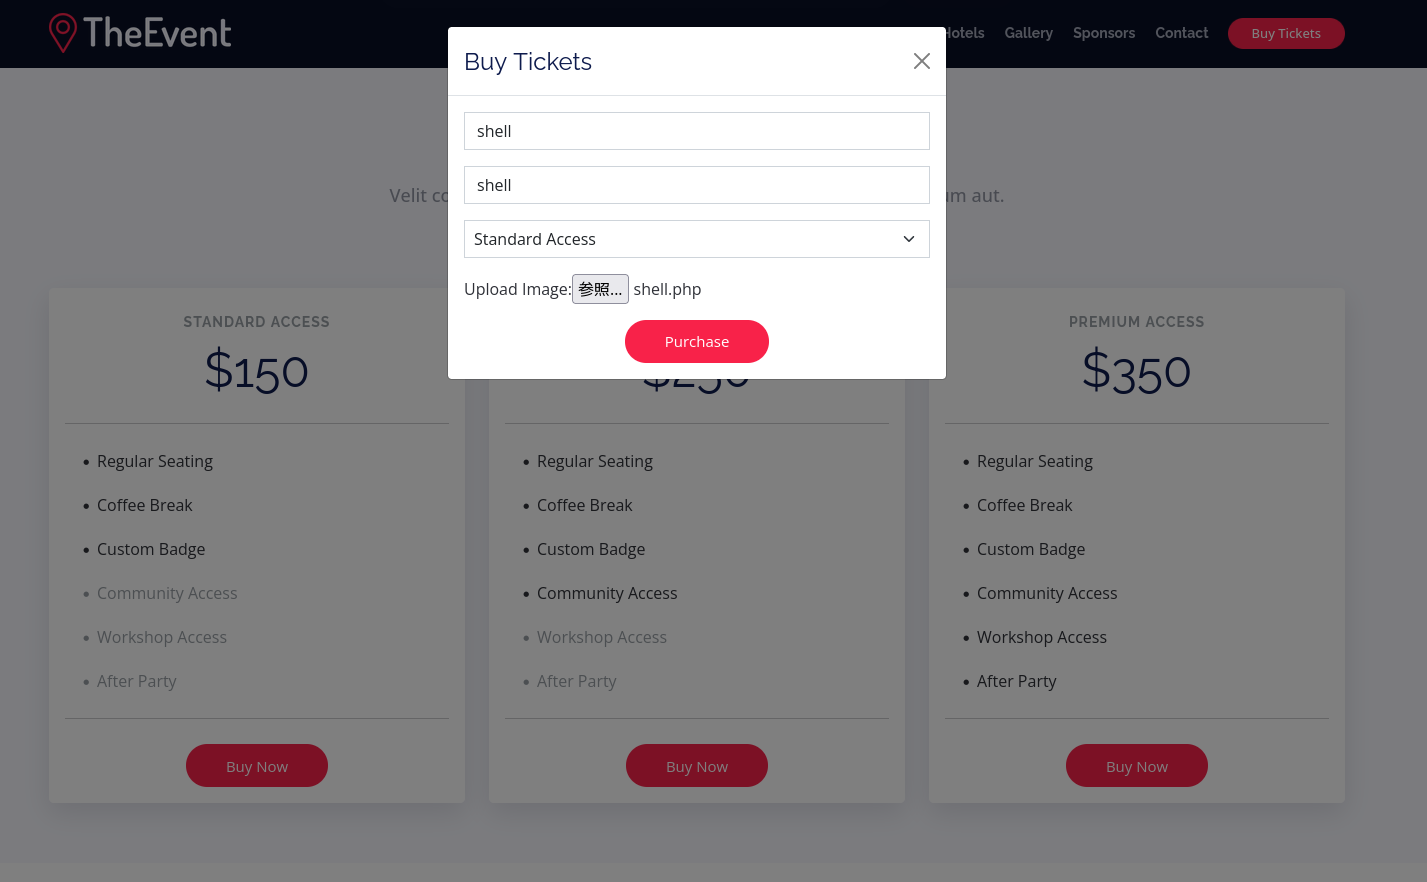 TheEvent
Hotels Gallery Sponsors Contact Buy Tickets
Buy Tickets
shell
shell
Standard Access
Upload Image: 参照... shell.php
Purchase
Velit
um aut.
STANDARD ACCESS
$150
Regular Seating
Coffee Break
Custom Badge
Community Access
Workshop Access
After Party
Buy Now
$250
Regular Seating
Coffee Break
Custom Badge
Community Access
Workshop Access
After Party
Buy Now
PREMIUM ACCESS
$350
Regular Seating
Coffee Break
Custom Badge
Community Access
Workshop Access
After Party
Buy Now